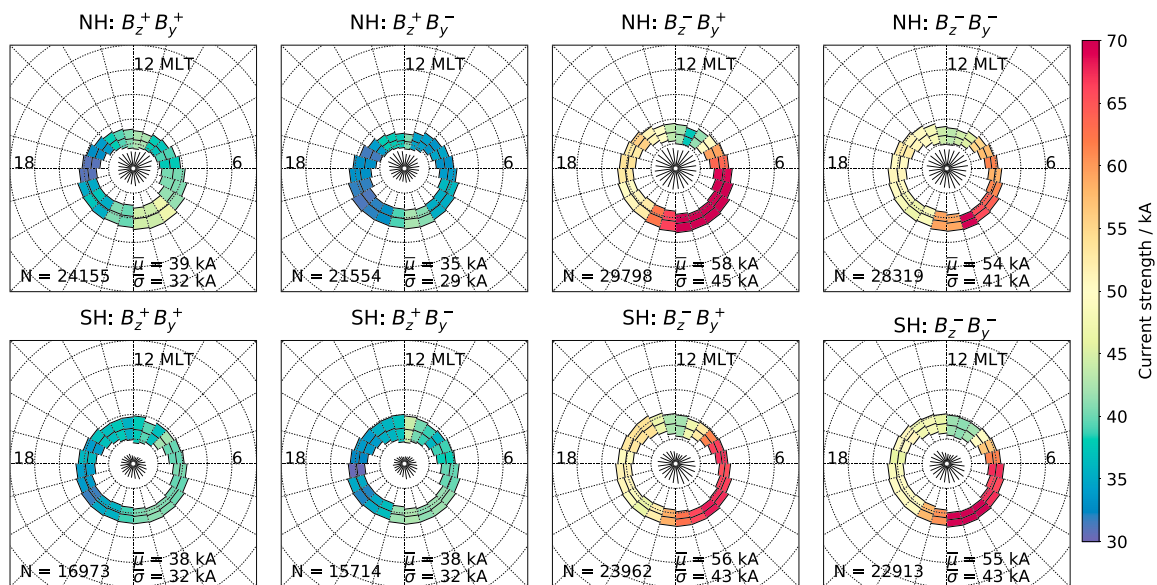 NH: $B_z^+ B_y^+$
NH: $B_z^+ B_y^-$
NH: $B_z^- B_y^+$
NH: $B_z^- B_y^-$
12 MLT
18
6
N = 24155
μ̅ = 39 kA
σ̅ = 32 kA
12 MLT
18
6
N = 21554
μ̅ = 35 kA
σ̅ = 29 kA
12 MLT
18
6
N = 29798
μ̅ = 58 kA
σ̅ = 45 kA
12 MLT
18
6
N = 28319
μ̅ = 54 kA
σ̅ = 41 kA
SH: $B_z^+ B_y^+$
SH: $B_z^+ B_y^-$
SH: $B_z^- B_y^+$
SH: $B_z^- B_y^-$
12 MLT
18
6
N = 16973
μ̅ = 38 kA
σ̅ = 32 kA
12 MLT
18
6
N = 15714
μ̅ = 38 kA
σ̅ = 32 kA
12 MLT
18
6
N = 23962
μ̅ = 56 kA
σ̅ = 43 kA
12 MLT
18
6
N = 22913
μ̅ = 55 kA
σ̅ = 43 kA
70
65
60
55
50
45
40
35
30
Current strength / kA